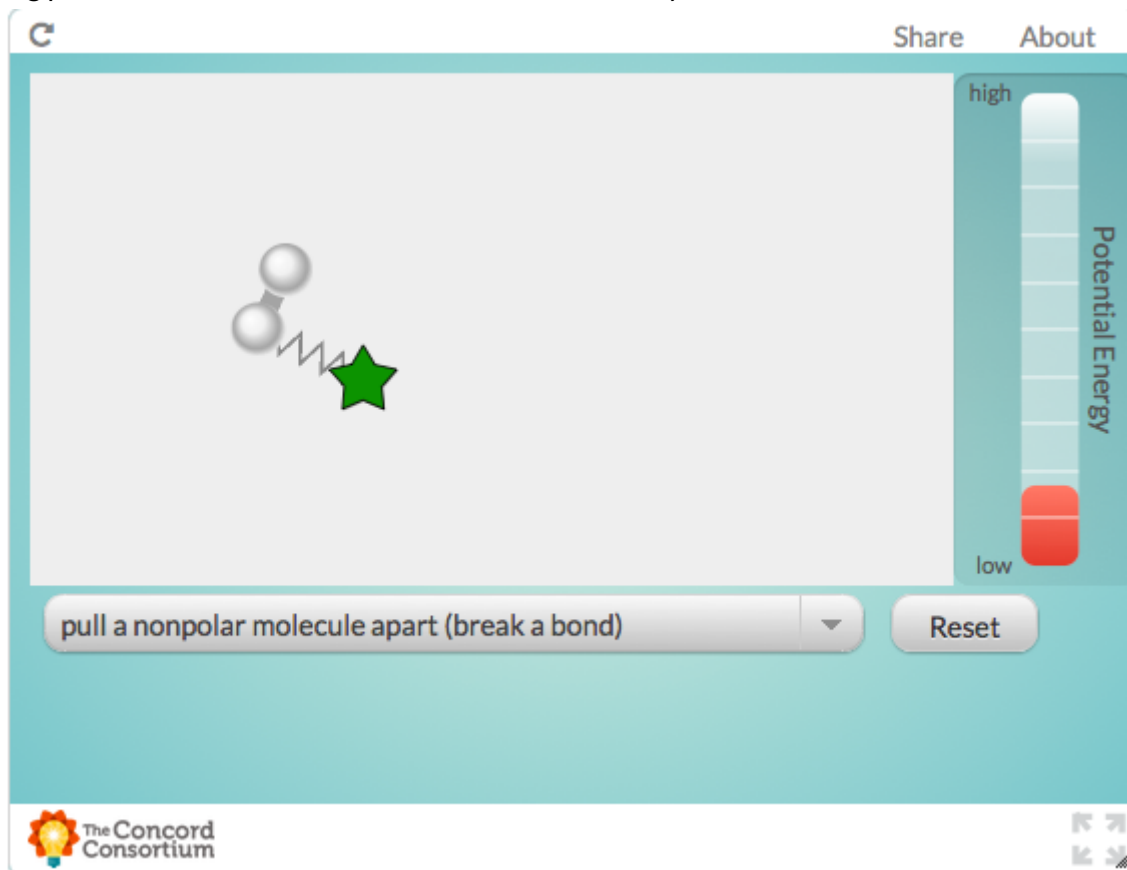 Share About
high
Potential Energy
low
pull a nonpolar molecule apart (break a bond)
Reset
The Concord
Consortium